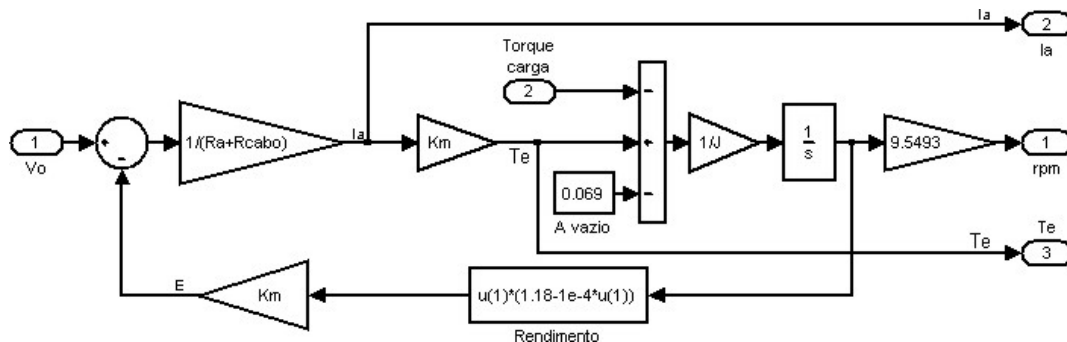 Ia
2
Ia
Torque
carga
2
-
1
Vo
+
-
1/(Ra+Rcabo)
Ia
Km
Te
+
1/J
1
s
9.5493
1
rpm
0.069
-
A vazio
Te
Te
3
E
Km
u(1)*(1.18-1e-4*u(1))
Rendimento